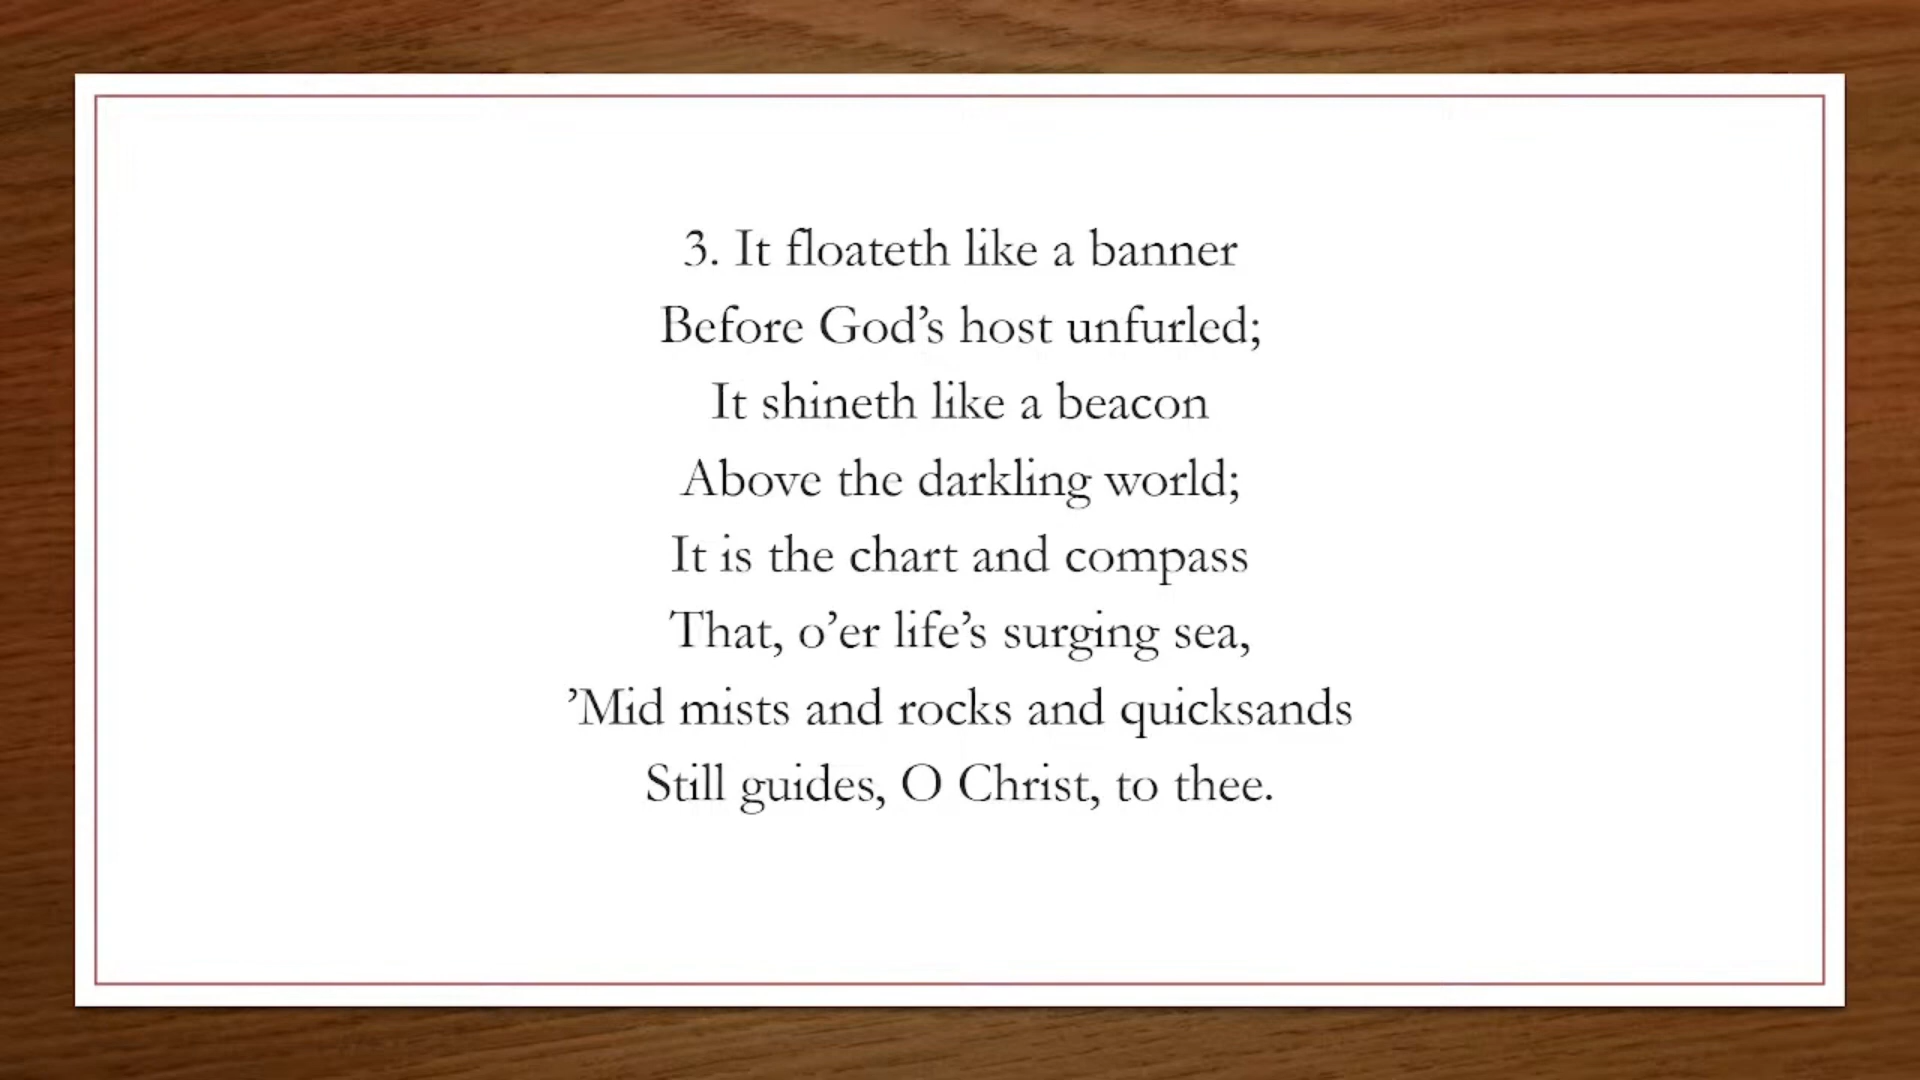 3. It floateth like a banner
Before God’s host unfurled;
It shineth like a beacon
Above the darkling world;
It is the chart and compass
That, o’er life’s surging sea,
’Mid mists and rocks and quicksands
Still guides, O Christ, to thee.